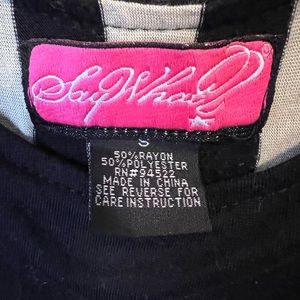 Say What?
S
50%RAYON
50%POLYESTER
RN#94522
MADE IN CHINA
SEE REVERSE FOR
CARE INSTRUCTION